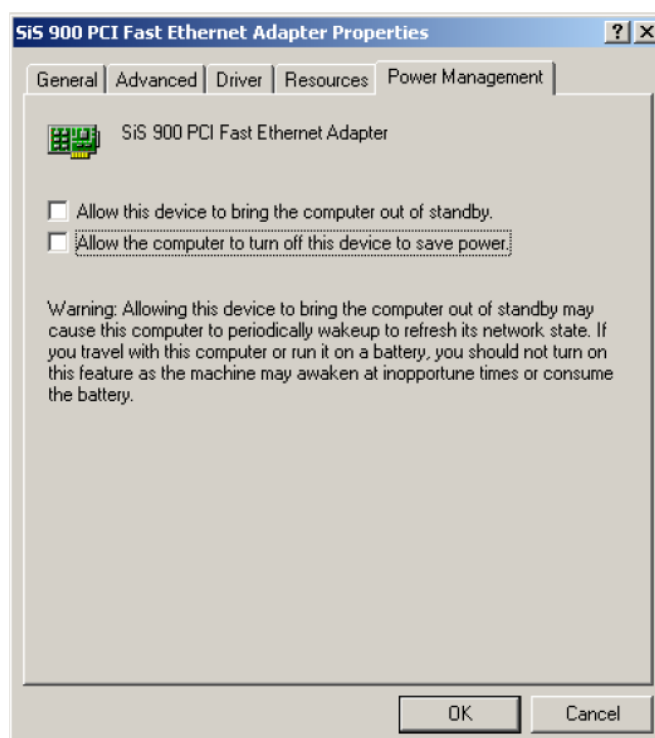 SiS 900 PCI Fast Ethernet Adapter Properties
General Advanced Driver Resources Power Management
SiS 900 PCI Fast Ethernet Adapter
Allow this device to bring the computer out of standby.
Allow the computer to turn off this device to save power.
Warning: Allowing this device to bring the computer out of standby may
cause this computer to periodically wakeup to refresh its network state. If
you travel with this computer or run it on a battery, you should not turn on
this feature as the machine may awaken at inopportune times or consume
the battery.
OK Cancel